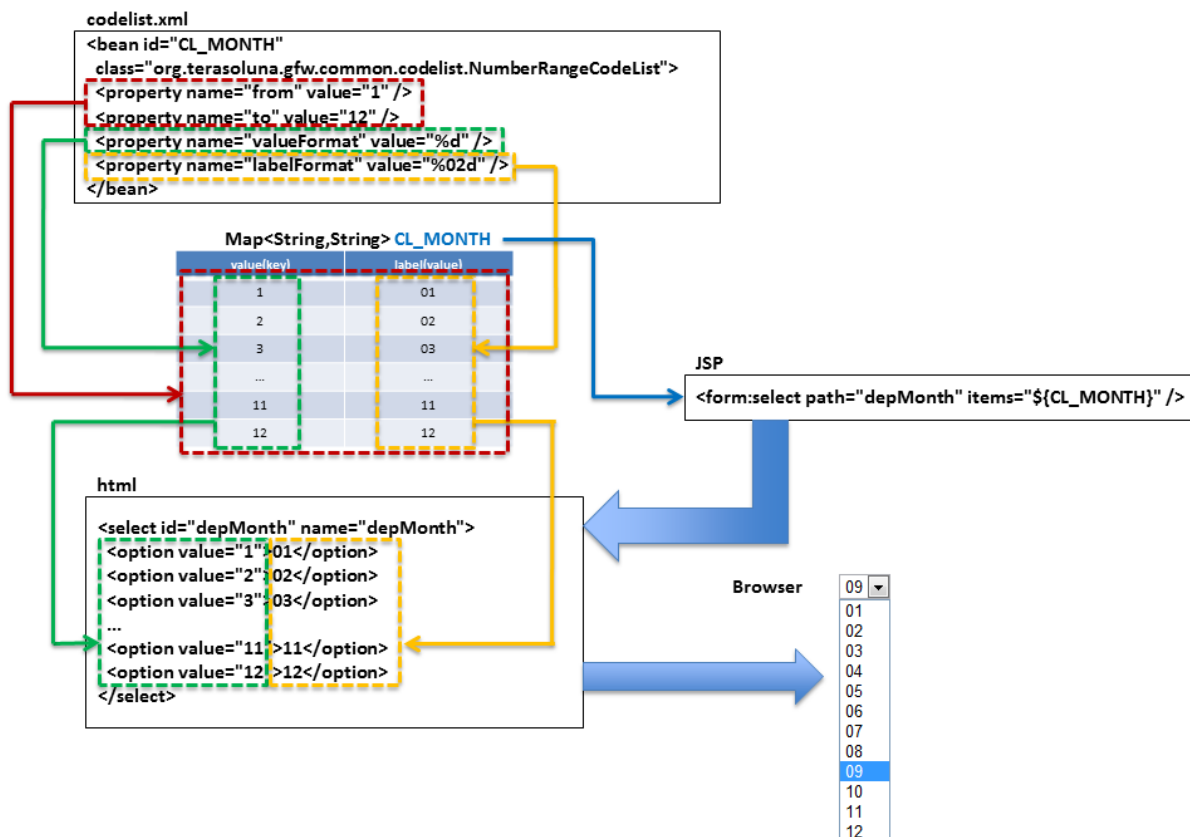 codelist.xml
<bean id="CL_MONTH"
class="org.terasoluna.gfw.common.codelist.NumberRangeCodeList">
<property name="from" value="1" />
<property name="to" value="12" />
<property name="valueFormat" value="%d" />
<property name="labelFormat" value="%02d" />
</bean>
Map<String,String> CL_MONTH
value(key) label(value)
1 01
2 02
3 03
... ...
11 11
12 12
JSP
<form:select path="depMonth" items="${CL_MONTH}" />
html
<select id="depMonth" name="depMonth">
<option value="1">01</option>
<option value="2">02</option>
<option value="3">03</option>
...
<option value="11">11</option>
<option value="12">12</option>
</select>
Browser
09
01
02
03
04
05
06
07
08
09
10
11
12